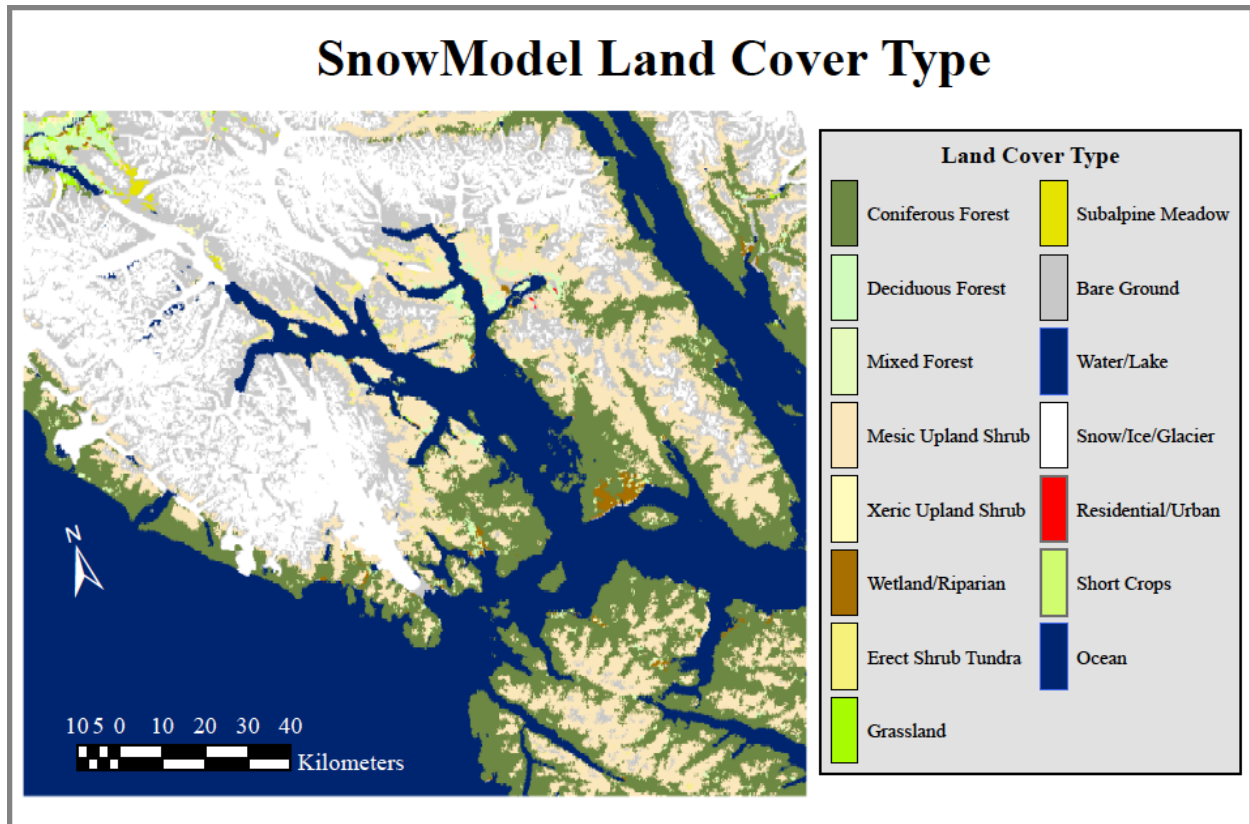 SnowModel Land Cover Type
Land Cover Type
Coniferous Forest
Deciduous Forest
Mixed Forest
Mesic Upland Shrub
Xeric Upland Shrub
Wetland/Riparian
Erect Shrub Tundra
Grassland
Subalpine Meadow
Bare Ground
Water/Lake
Snow/Ice/Glacier
Residential/Urban
Short Crops
Ocean
N
10 5 0 10 20 30 40
Kilometers